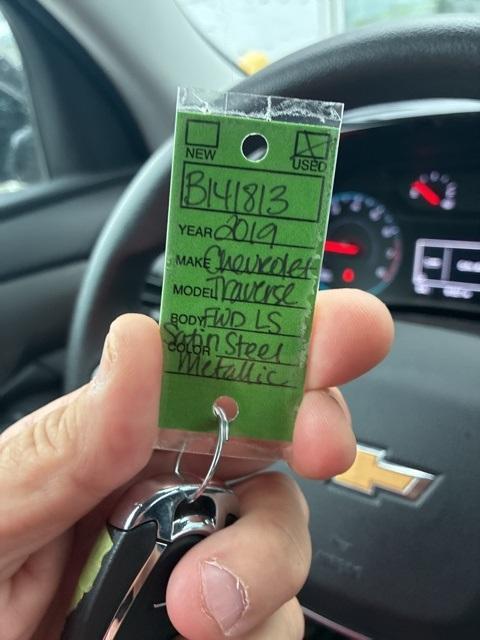 NEW USED
B141813
YEAR 2019
MAKE Chevrolet
MODEL Traverse
BODY FWD LS
COLOR Satin Steel
Metallic